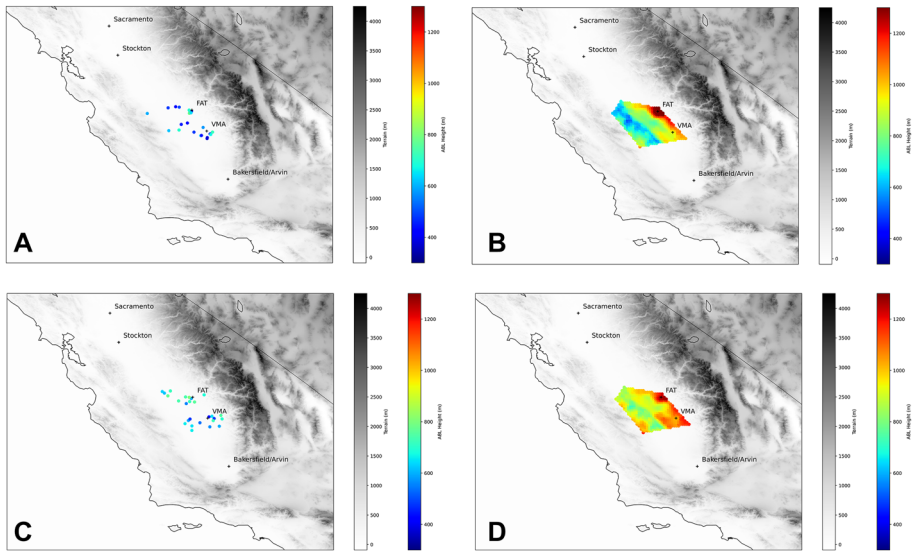 Sacramento
Stockton
FAT
VMA
Bakersfield/Arvin
A
4000
3500
3000
2500
2000
1500
1000
500
0
Terrain (m)
1200
1000
800
600
400
ABL Height (m)
Sacramento
Stockton
FAT
VMA
Bakersfield/Arvin
B
4000
3500
3000
2500
2000
1500
1000
500
0
Terrain (m)
1200
1000
800
600
400
ABL Height (m)
Sacramento
Stockton
FAT
VMA
Bakersfield/Arvin
C
4000
3500
3000
2500
2000
1500
1000
500
0
Terrain (m)
1200
1000
800
600
400
ABL Height (m)
Sacramento
Stockton
FAT
VMA
Bakersfield/Arvin
D
4000
3500
3000
2500
2000
1500
1000
500
0
Terrain (m)
1200
1000
800
600
400
ABL Height (m)